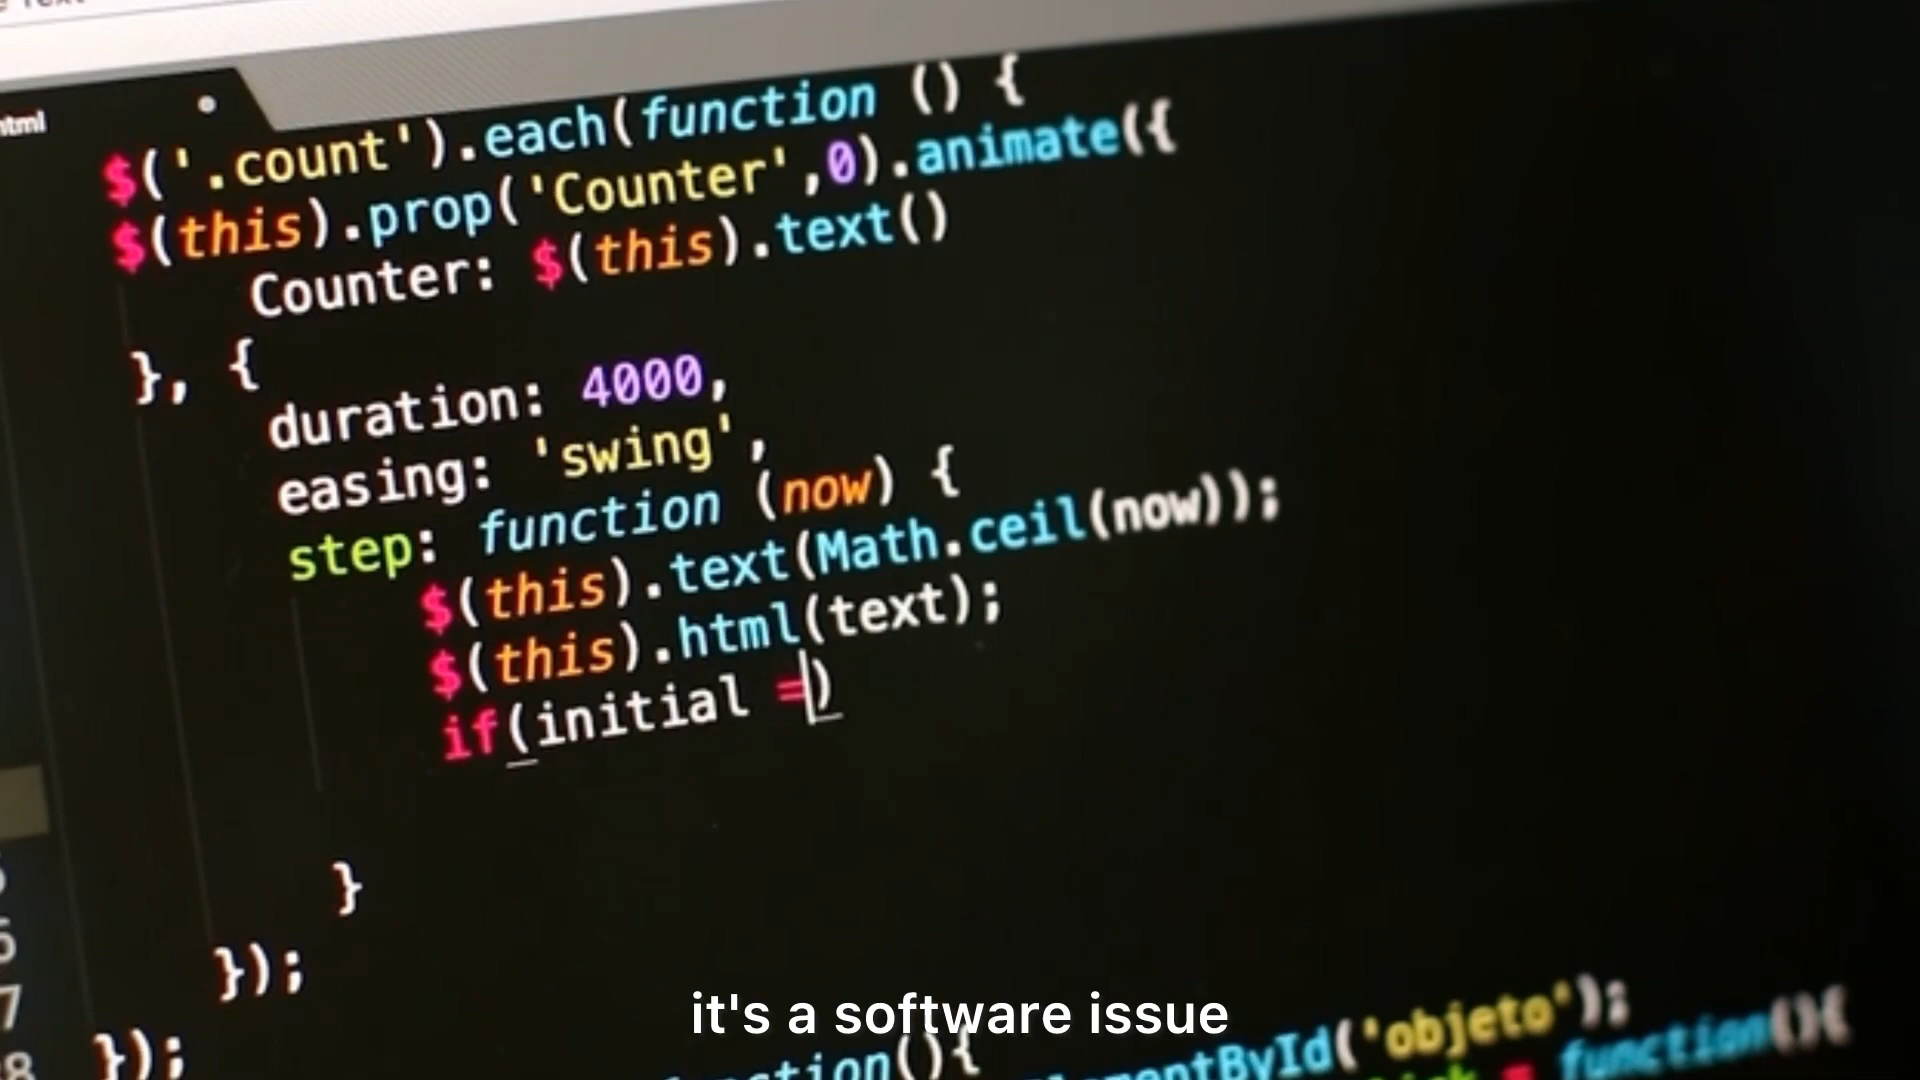 $('.count').each(function () {
$(this).prop('Counter',0).animate({
Counter: $(this).text()
}, {
duration: 4000,
easing: 'swing',
step: function (now) {
$(this).text(Math.ceil(now));
$(this).html(text);
if(initial =)
}
});
});
it's a software issue
('objeto');
function(){